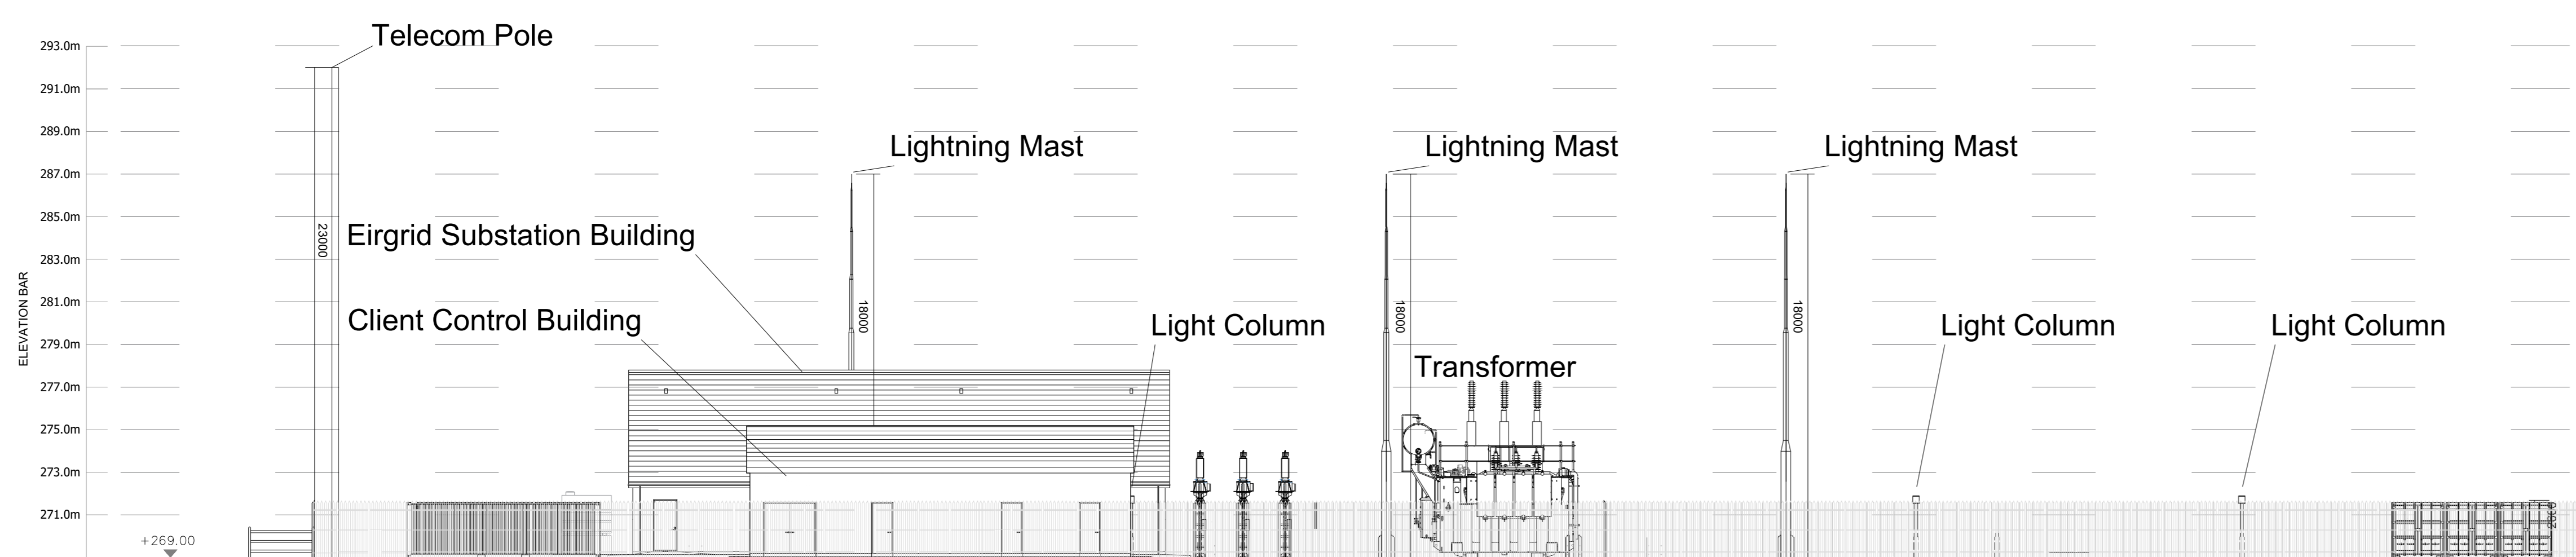 Telecom Pole
293.0m
291.0m
289.0m
Lightning Mast
Lightning Mast
Lightning Mast
287.0m
285.0m
Eirgrid Substation Building
23000
283.0m
281.0m
ELEVATION BAR
Client Control Building
18000
Light Column
18000
18000
Light Column
Light Column
279.0m
Transformer
277.0m
275.0m
273.0m
271.0m
+269.00